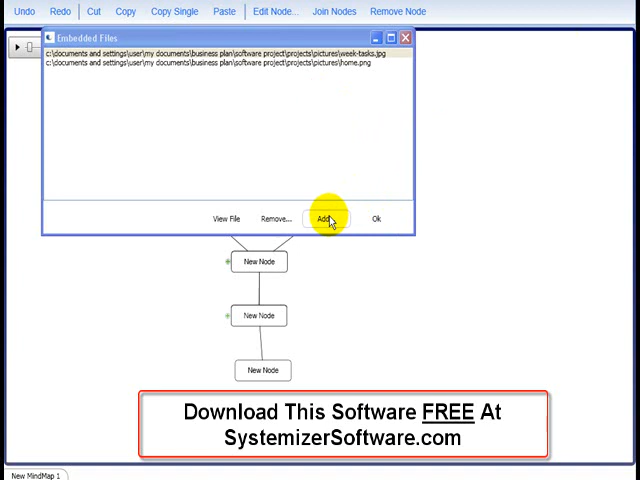 Undo Redo Cut Copy Copy Single Paste Edit Node... Join Nodes Remove Node
Embedded Files
c:\documents and settings\user\my documents\business plan\software project\projects\pictures\week-tasks.jpg
c:\documents and settings\user\my documents\business plan\software project\projects\pictures\home.png
View File Remove... Add Ok
New Node
New Node
New Node
Download This Software FREE At
SystemizerSoftware.com
New MindMap 1